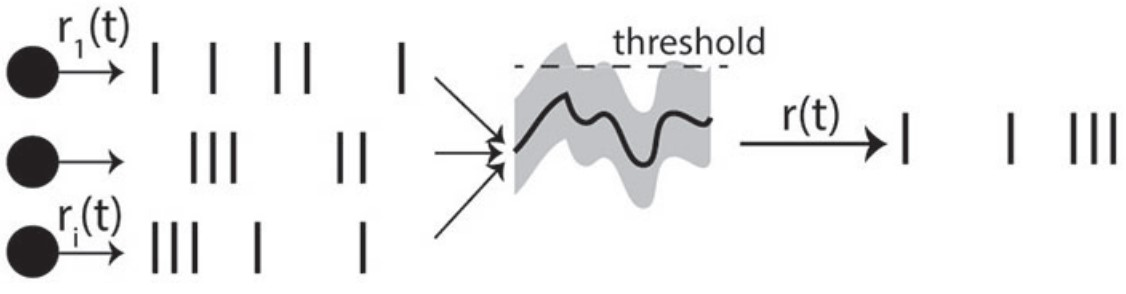 r₁(t)
threshold
r(t)
rᵢ(t)